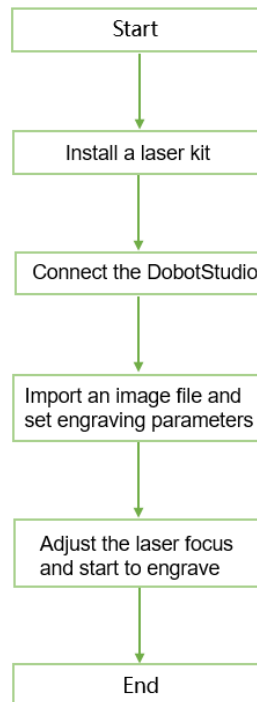 Start
Install a laser kit
Connect the DobotStudio
Import an image file and
set engraving parameters
Adjust the laser focus
and start to engrave
End